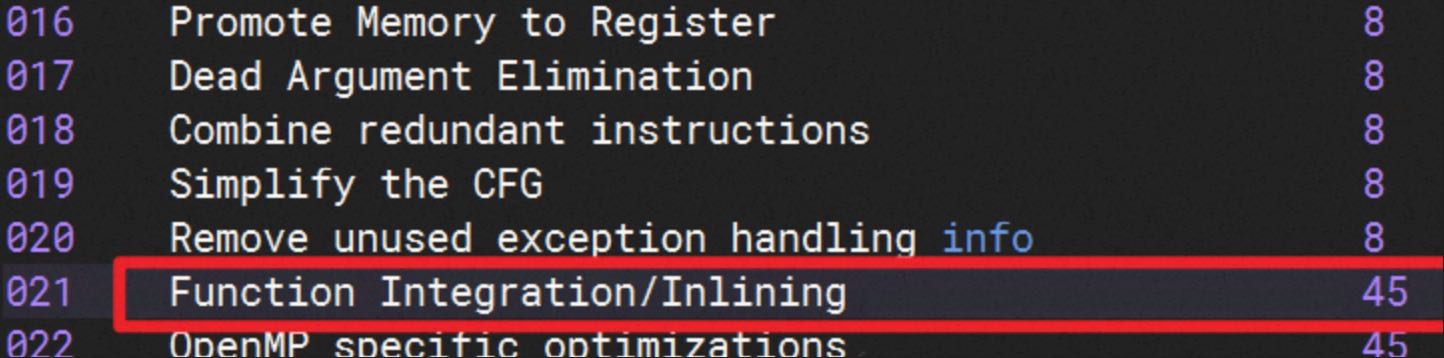 016 Promote Memory to Register 8
017 Dead Argument Elimination 8
018 Combine redundant instructions 8
019 Simplify the CFG 8
020 Remove unused exception handling info 8
021 Function Integration/Inlining 45
022 OpenMP specific optimizations 45